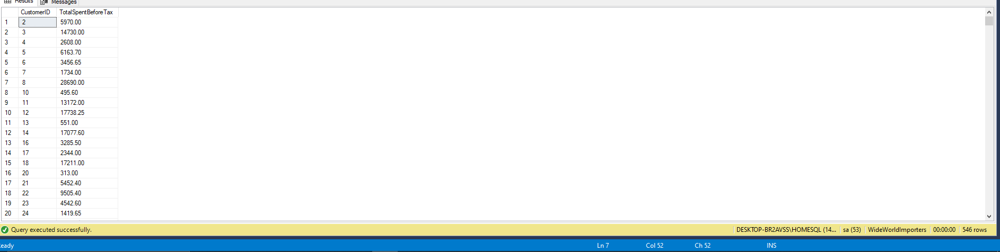 Results Messages
CustomerID TotalSpentBeforeTax
1 2 5970.00
2 3 14730.00
3 4 2608.00
4 5 6163.70
5 6 3456.65
6 7 1734.00
7 8 28690.00
8 10 495.60
9 11 13172.00
10 12 17738.25
11 13 551.00
12 14 17077.60
13 16 3285.50
14 17 2344.00
15 18 17211.00
16 20 313.00
17 21 5452.40
18 22 9505.40
19 23 4542.60
20 24 1419.65
Query executed successfully. DESKTOP-BR2AVSS\HOMESQL (14... sa (53) WideWorldImporters 00:00:00 546 rows
eady Ln 7 Col 52 Ch 52 INS